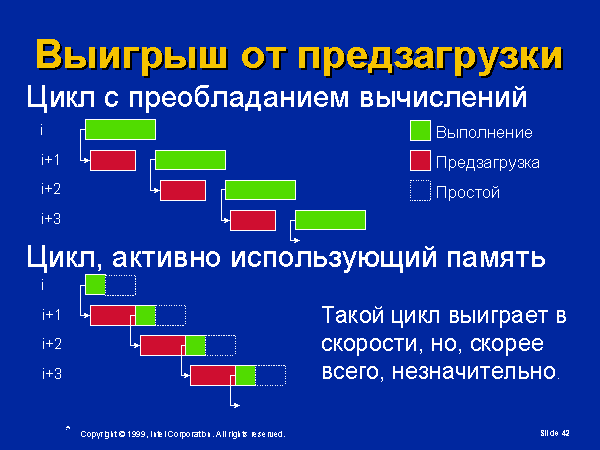 Выигрыш от предзагрузки
Цикл с преобладанием вычислений
i
Выполнение
i+1
Предзагрузка
i+2
Простой
i+3
Цикл, активно использующий память
i
i+1
i+2
i+3
Такой цикл выиграет в
скорости, но, скорее
всего, незначительно.
* Copyright © 1999, Intel Corporation. All rights reserved.
Slide 42